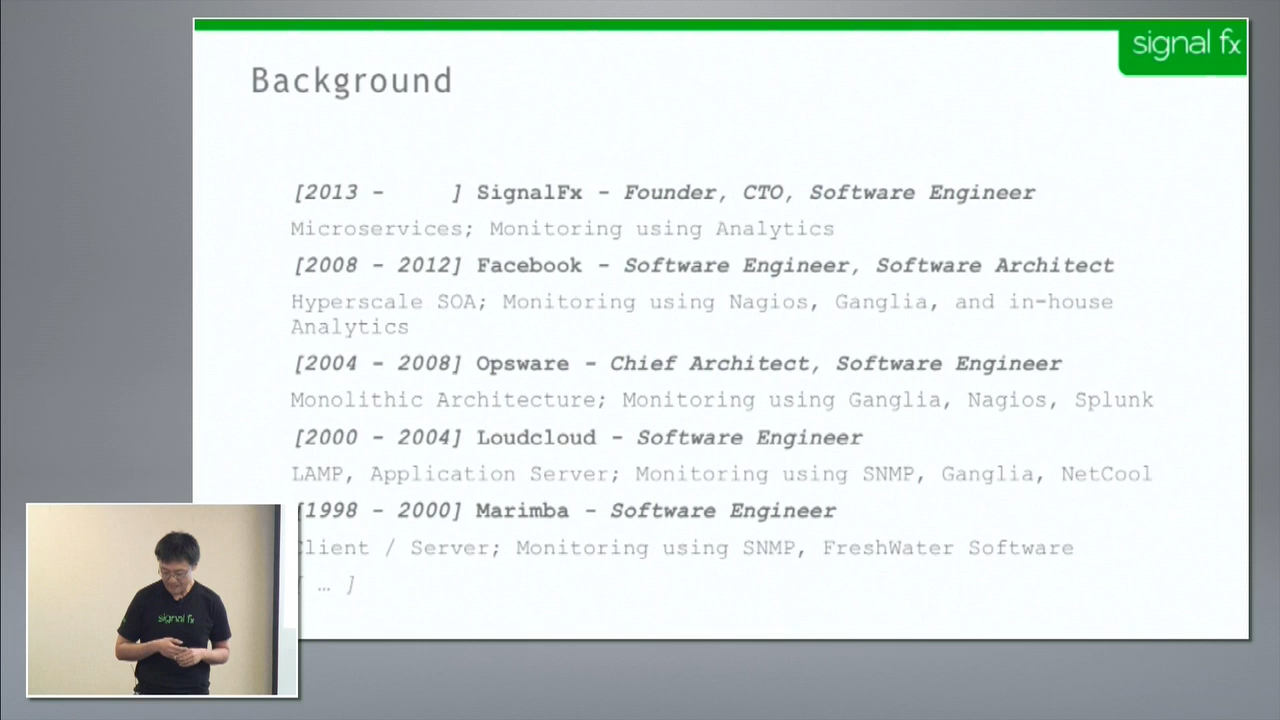 signal fx
Background
[2013 -     ] SignalFx - Founder, CTO, Software Engineer
Microservices; Monitoring using Analytics
[2008 - 2012] Facebook - Software Engineer, Software Architect
Hyperscale SOA; Monitoring using Nagios, Ganglia, and in-house
Analytics
[2004 - 2008] Opsware - Chief Architect, Software Engineer
Monolithic Architecture; Monitoring using Ganglia, Nagios, Splunk
[2000 - 2004] Loudcloud - Software Engineer
LAMP, Application Server; Monitoring using SNMP, Ganglia, NetCool
[1998 - 2000] Marimba - Software Engineer
Client / Server; Monitoring using SNMP, FreshWater Software
[ … ]
signal fx